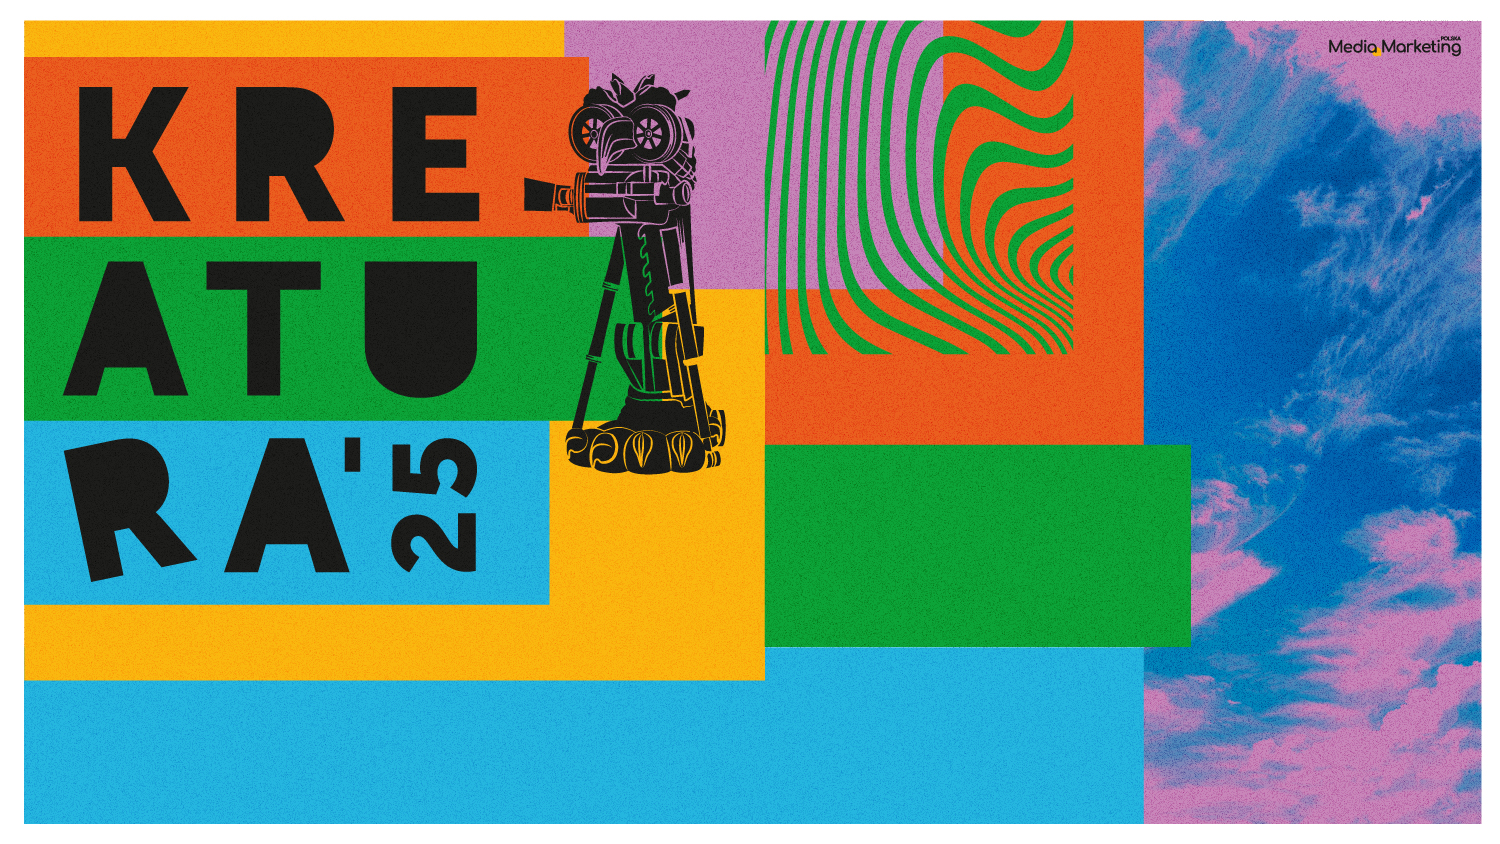 KRE
ATU
RA'25
POLSKA
Media Marketing